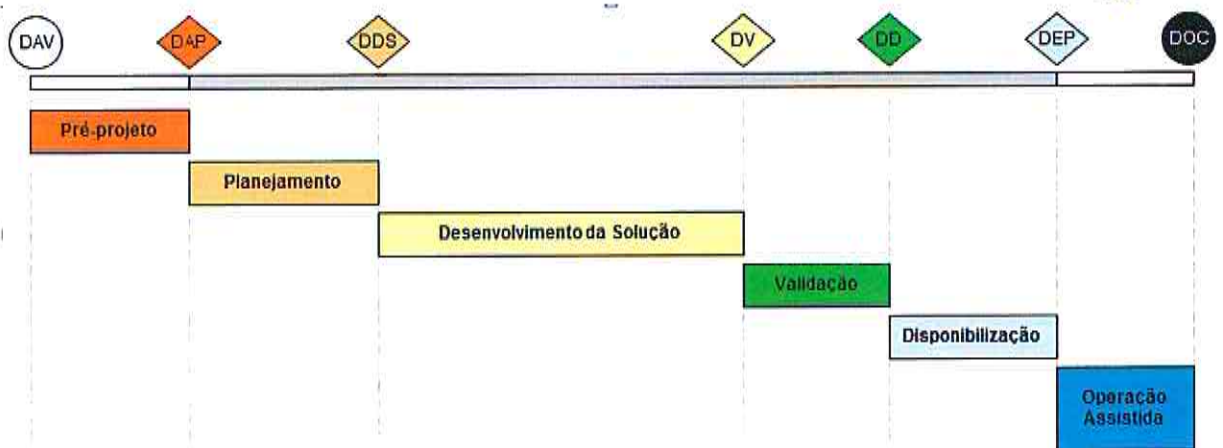 DAV
DAP
DDS
DV
DD
DEP
DOC
Pré-projeto
Planejamento
Desenvolvimento da Solução
Validação
Disponibilização
Operação
Assistida